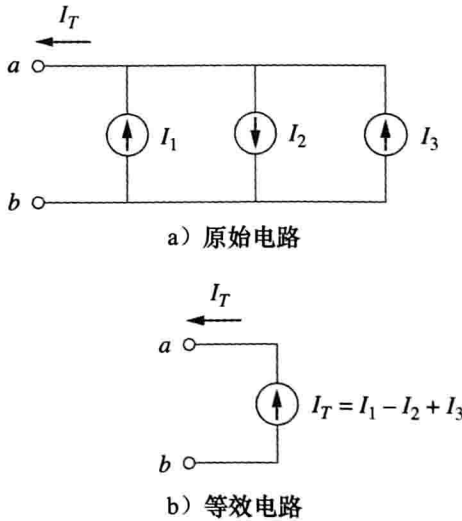 I_T
a
I_1
I_2
I_3
b
a）原始电路
I_T
a
I_T = I_1 − I_2 + I_3
b
b）等效电路